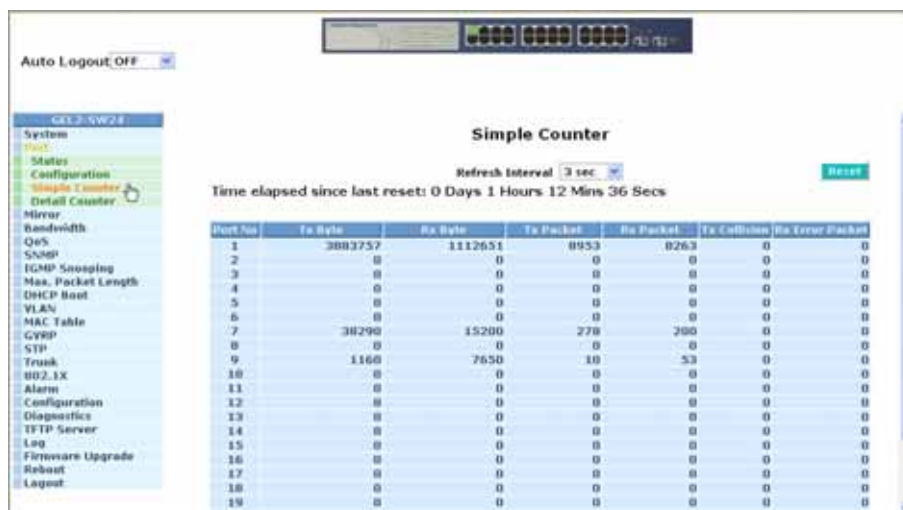 Auto Logout OFF
GEL2-SW24
System
Port
Status
Configuration
Simple Counter
Detail Counter
Mirror
Bandwidth
QoS
SNMP
IGMP Snooping
Max. Packet Length
DHCP Boot
VLAN
MAC Table
GVRP
STP
Trunk
802.1X
Alarm
Configuration
Diagnostics
TFTP Server
Log
Firmware Upgrade
Reboot
Logout
Simple Counter
Refresh Interval 3 sec
Reset
Time elapsed since last reset: 0 Days 1 Hours 12 Mins 36 Secs
Port No Tx Byte Rx Byte Tx Packet Rx Packet Tx Collision Rx Error Packet
1 3883757 1112651 8953 8263 0 0
2 0 0 0 0 0 0
3 0 0 0 0 0 0
4 0 0 0 0 0 0
5 0 0 0 0 0 0
6 0 0 0 0 0 0
7 38290 15200 270 200 0 0
8 0 0 0 0 0 0
9 1160 7650 10 53 0 0
10 0 0 0 0 0 0
11 0 0 0 0 0 0
12 0 0 0 0 0 0
13 0 0 0 0 0 0
14 0 0 0 0 0 0
15 0 0 0 0 0 0
16 0 0 0 0 0 0
17 0 0 0 0 0 0
18 0 0 0 0 0 0
19 0 0 0 0 0 0